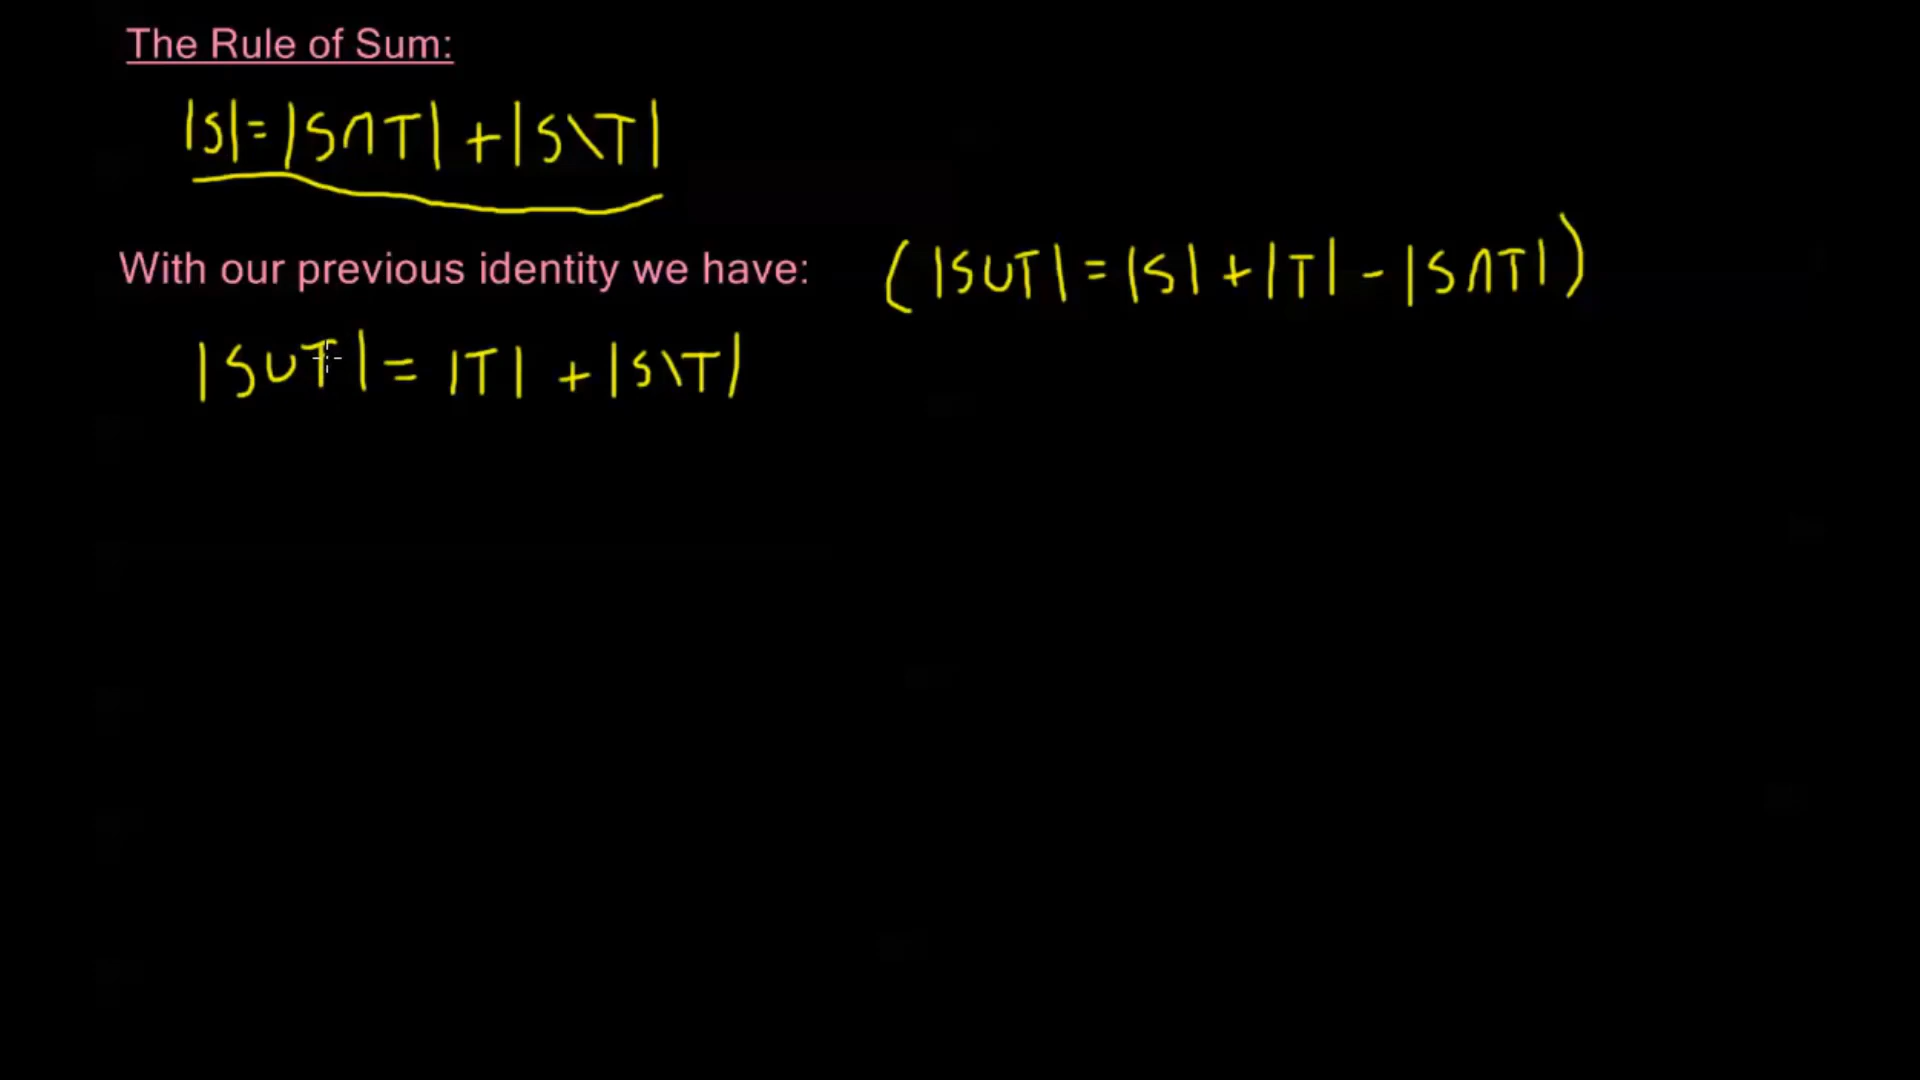 The Rule of Sum:
|S|=|S∩T|+|S\T|
With our previous identity we have: (|S∪T|=|S|+|T|-|S∩T|)
|S∪T|=|T|+|S\T|